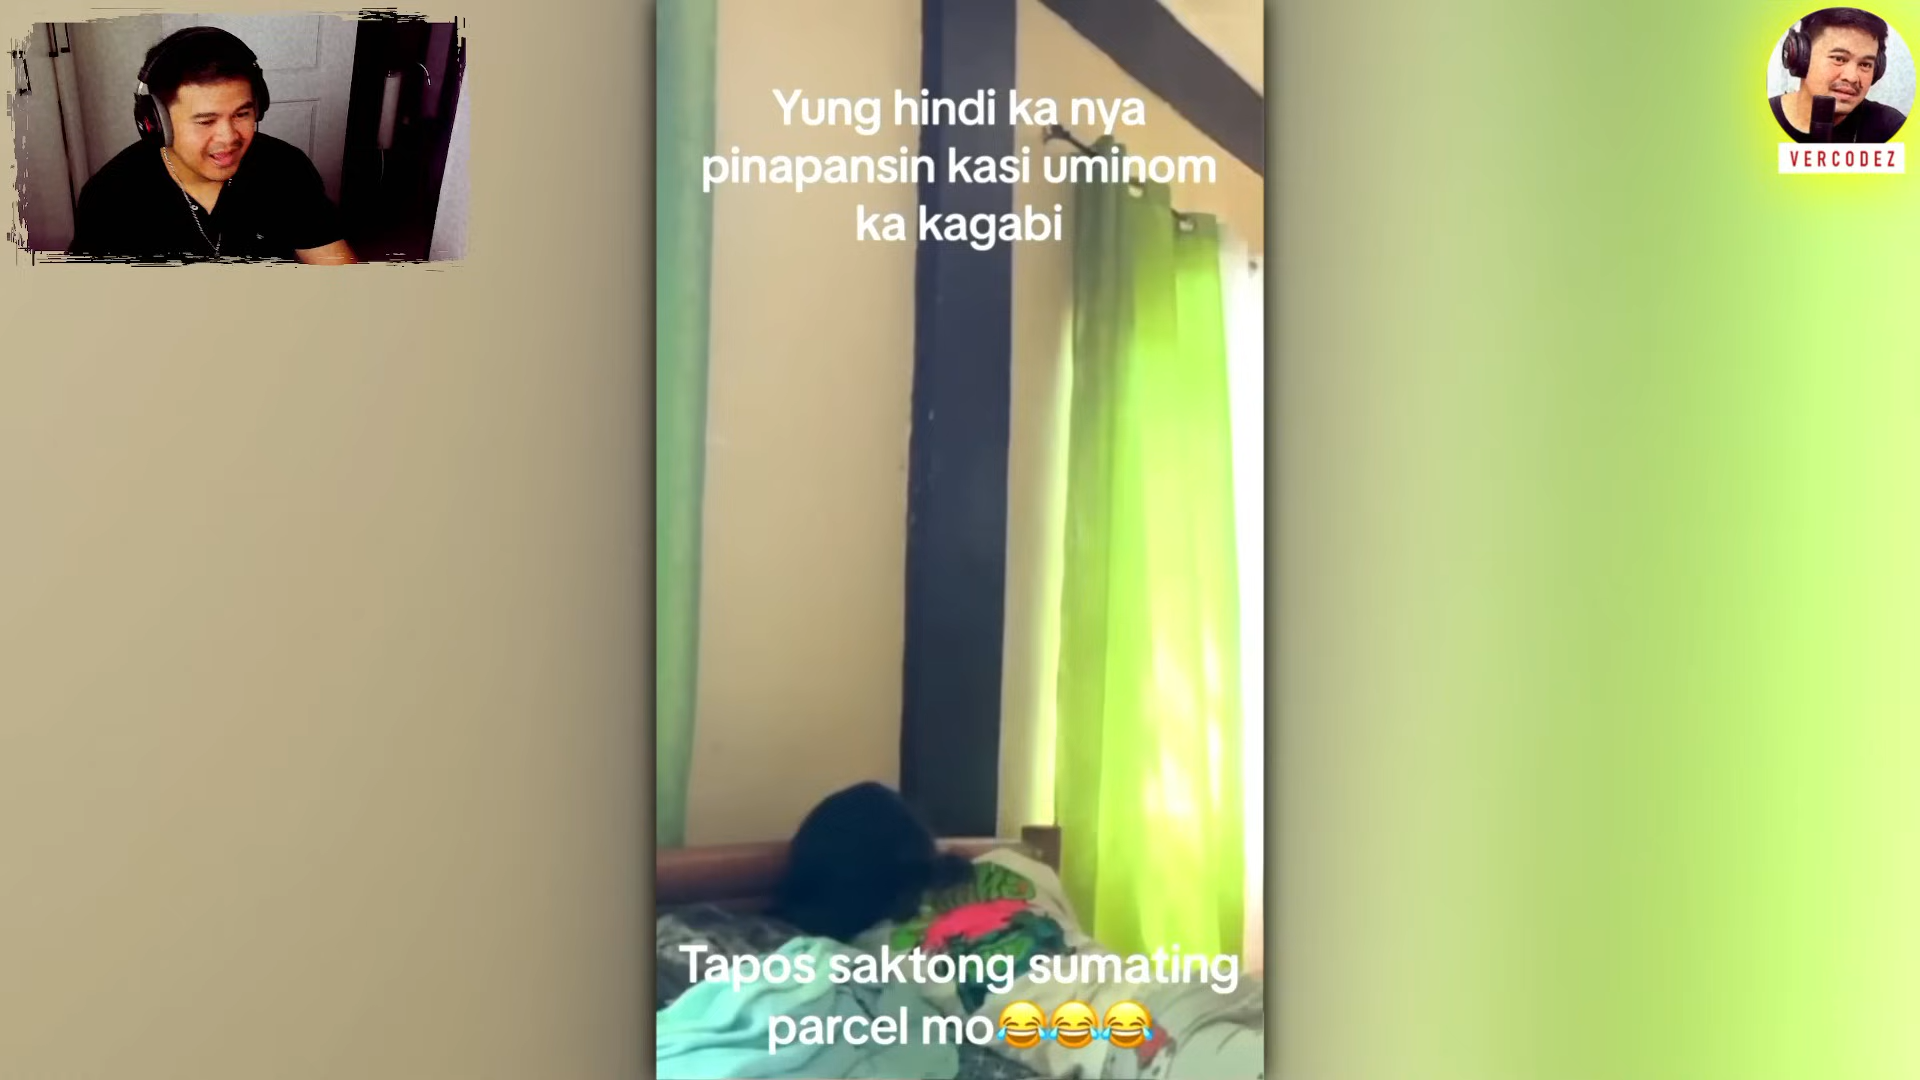 Yung hindi ka nya
pinapansin kasi uminom
ka kagabi
VERCODEZ
Tapos saktong sumating
parcel mo😂😂😂